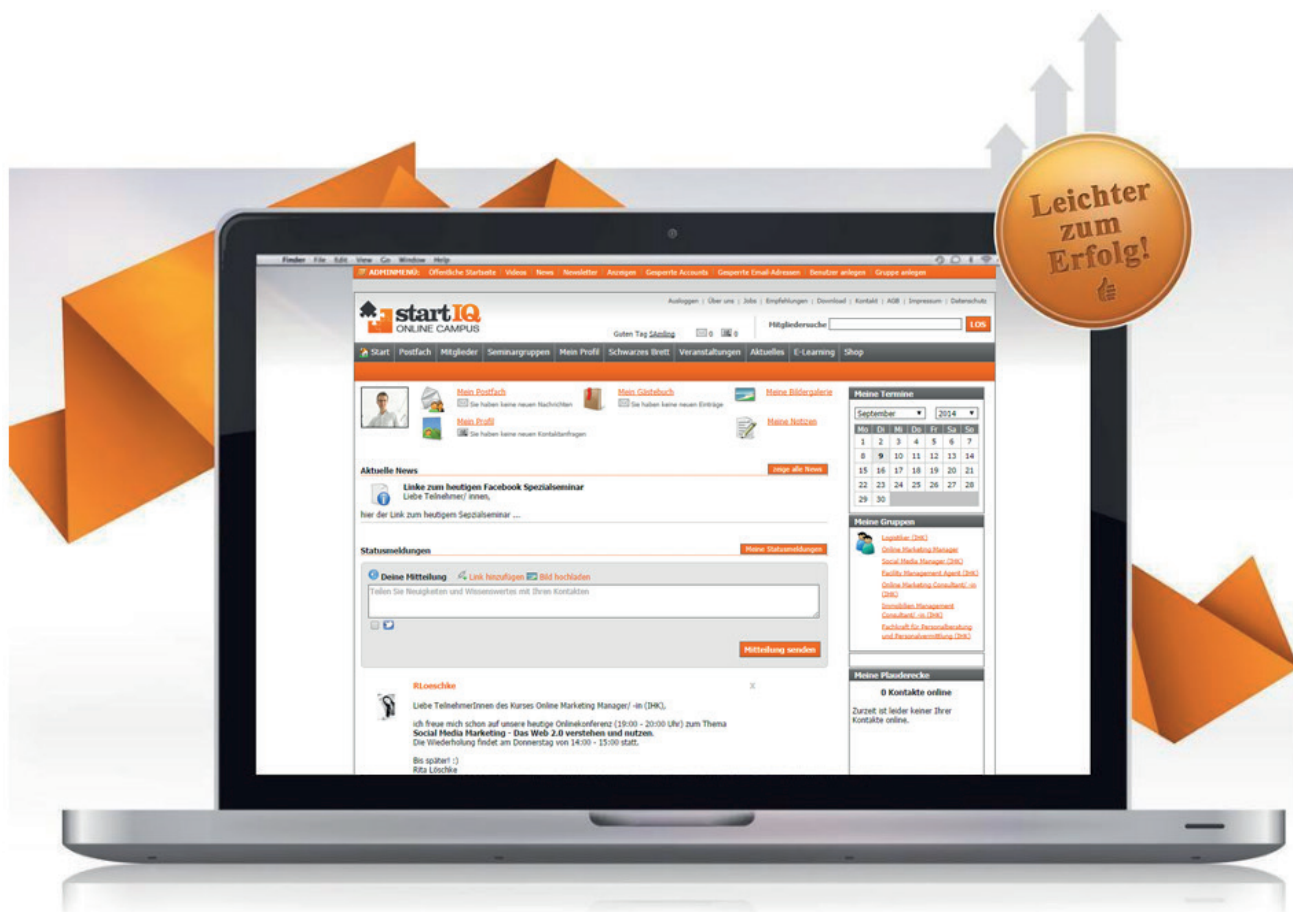 Leichter
zum
Erfolg!
Finder File Edit View Go Window Help
ADMINMENÜ: Öffentliche Startseite Videos News Newsletter Anzeigen Gesperrte Accounts Gesperrte Email-Adressen Benutzer anlegen Gruppe anlegen
Ausloggen | Über uns | Jobs | Empfehlungen | Download | Kontakt | AGB | Impressum | Datenschutz
startIQ
ONLINE CAMPUS
Guten Tag SAmling 0 0
Mitgliedersuche LOS
Start Postfach Mitglieder Seminargruppen Mein Profil Schwarzes Brett Veranstaltungen Aktuelles E-Learning Shop
Mein Postfach
Sie haben keine neuen Nachrichten
Mein Gästebuch
Sie haben keine neuen Einträge
Meine Bildergalerie
Mein Profil
Sie haben keine neuen Kontaktanfragen
Meine Notizen
Aktuelle News
zeige alle News
Linke zum heutigen Facebook Spezialseminar
Liebe Teilnehmer/ innen,
hier der Link zum heutigem Sepzialseminar ...
Statusmeldungen
Meine Statusmeldungen
Deine Mitteilung Link hinzufügen Bild hochladen
Teilen Sie Neuigkeiten und Wissenswertes mit Ihren Kontakten
Mitteilung senden
RLoeschke X
Liebe TeilnehmerInnen des Kurses Online Marketing Manager/ -in (IHK),
ich freue mich schon auf unsere heutige Onlinekonferenz (19:00 - 20:00 Uhr) zum Thema
Social Media Marketing - Das Web 2.0 verstehen und nutzen.
Die Wiederholung findet am Donnerstag von 14:00 - 15:00 statt.
Bis später! :)
Rita Löschke
Meine Termine
September 2014
Mo Di Mi Do Fr Sa So
1 2 3 4 5 6 7
8 9 10 11 12 13 14
15 16 17 18 19 20 21
22 23 24 25 26 27 28
29 30
Meine Gruppen
Logistiker (IHK)
Online Marketing Manager
Social Media Manager (IHK)
Facility Management Agent (IHK)
Online Marketing Consultant/ -in
(IHK)
Immobilien Management
Consultant/ -in (IHK)
Fachkraft für Personalberatung
und Personalvermittlung (IHK)
Meine Plauderecke
0 Kontakte online
Zurzeit ist leider keiner Ihrer
Kontakte online.